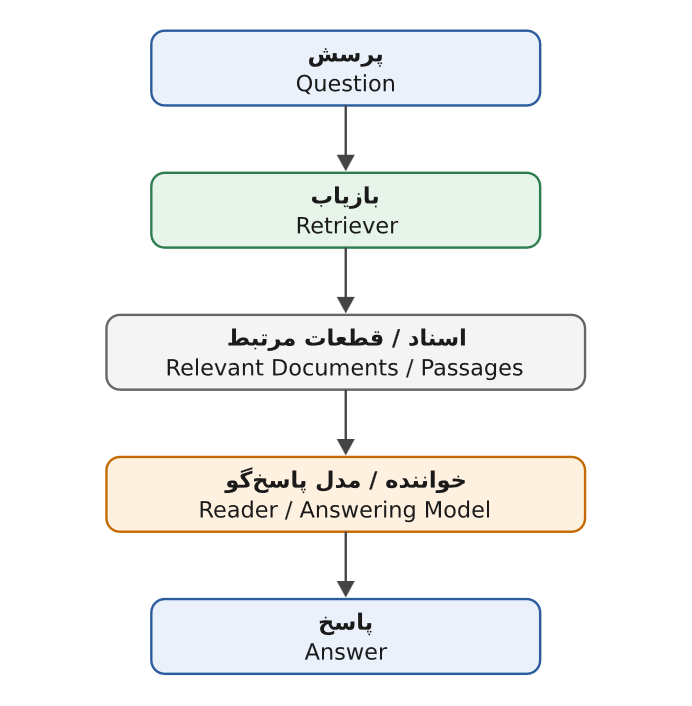 پرسش
Question
بازیاب
Retriever
اسناد / قطعات مرتبط
Relevant Documents / Passages
خواننده / مدل پاسخ‌گو
Reader / Answering Model
پاسخ
Answer